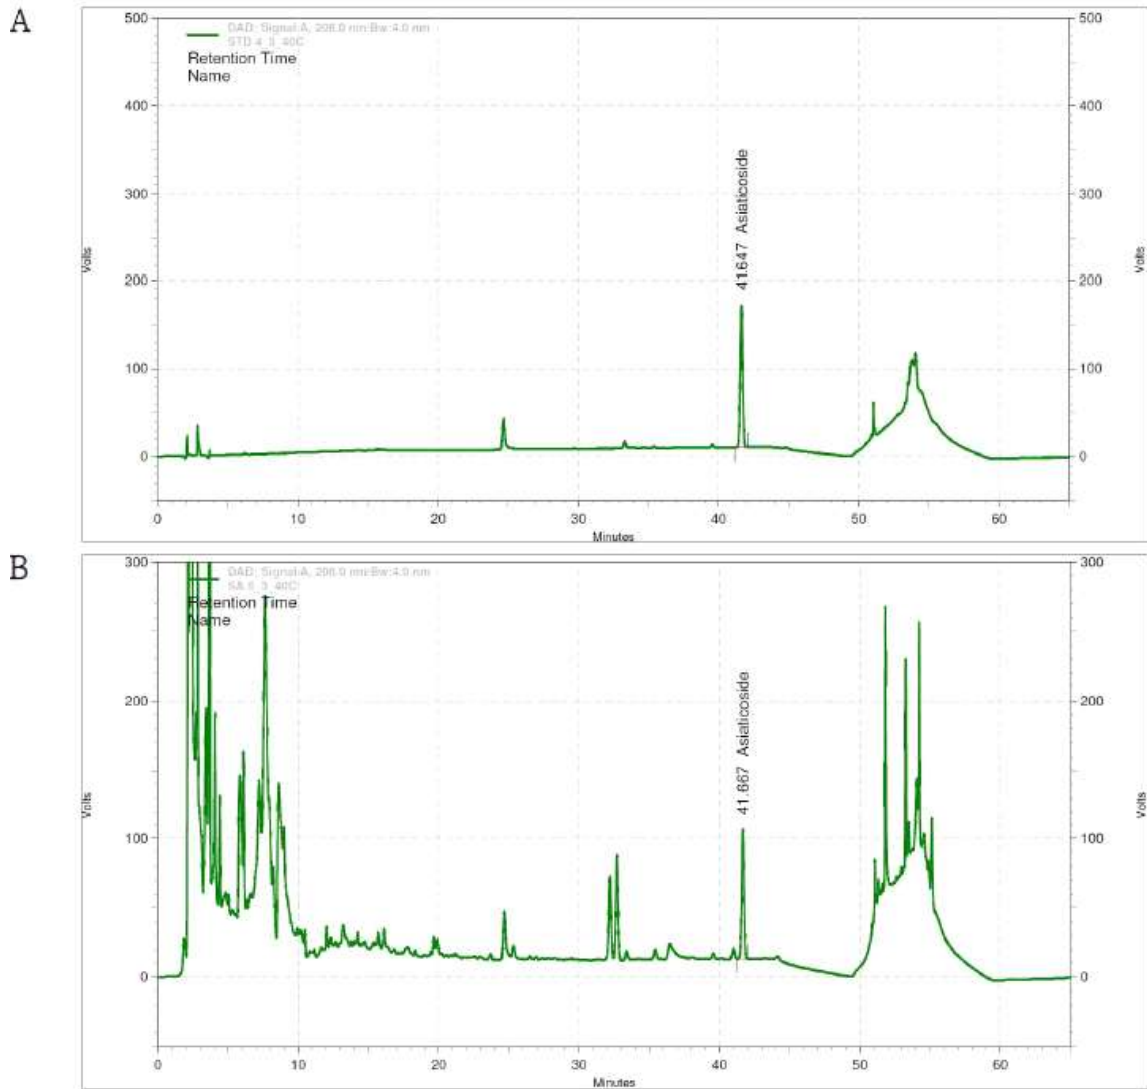 A
DAD: Signal:A, 206.0 nm:Bw:4.0 nm
Retention Time
Name
500 500
400 400
300 300
200 200
100 100
0 0
Volts
Volts
41.647 Asiaticoside
0 10 20 30 40 50 60
Minutes
B
DAD: Signal:A, 206.0 nm:Bw:4.0 nm
Retention Time
Name
300 300
200 200
100 100
0 0
Volts
Volts
41.667 Asiaticoside
0 10 20 30 40 50 60
Minutes